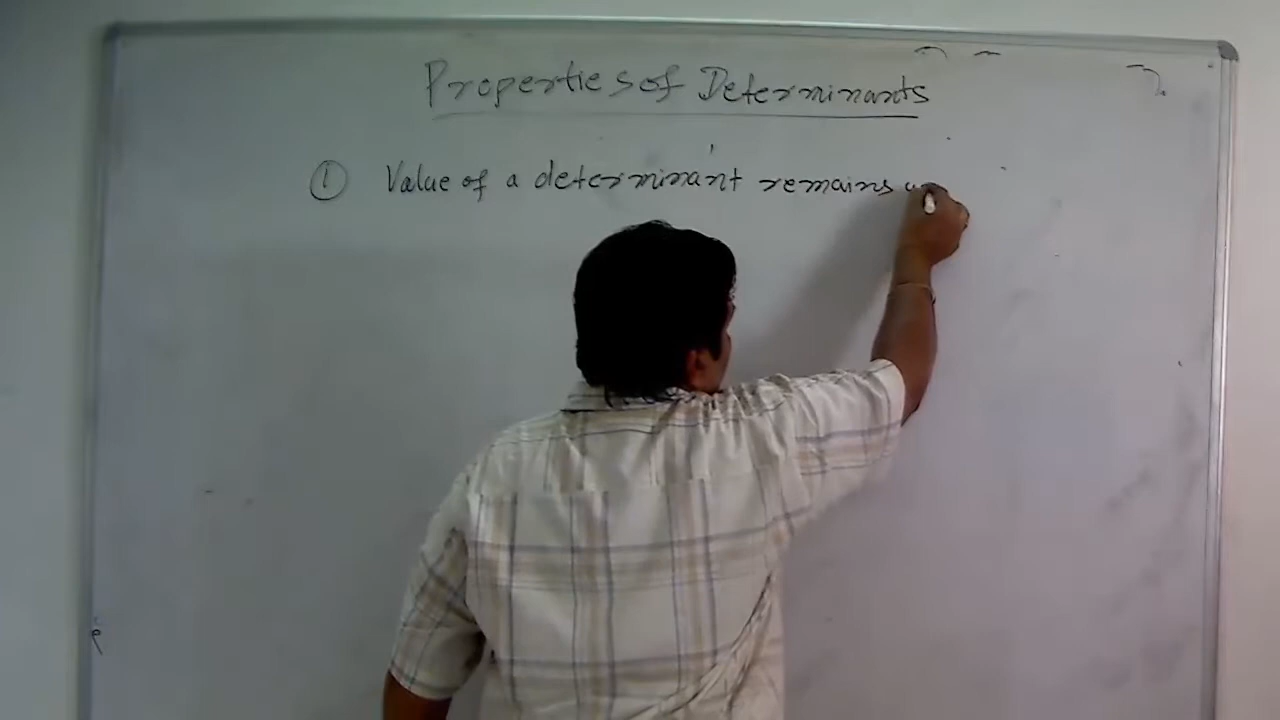 Properties of Determinants
① Value of a determinant remains